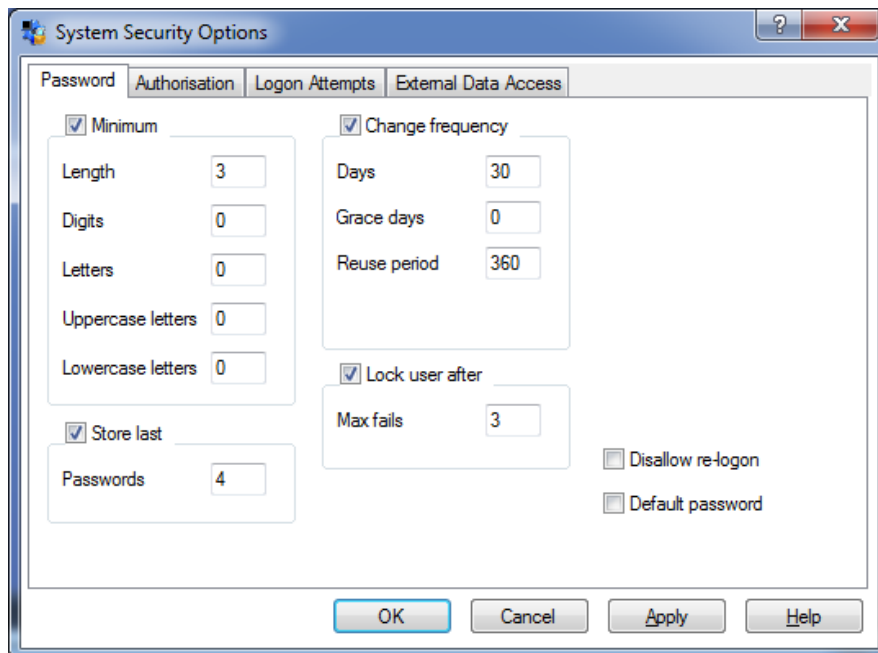 System Security Options
?
X
Password Authorisation Logon Attempts External Data Access
Minimum
Length 3
Digits 0
Letters 0
Uppercase letters 0
Lowercase letters 0
Store last
Passwords 4
Change frequency
Days 30
Grace days 0
Reuse period 360
Lock user after
Max fails 3
Disallow re-logon
Default password
OK Cancel Apply Help